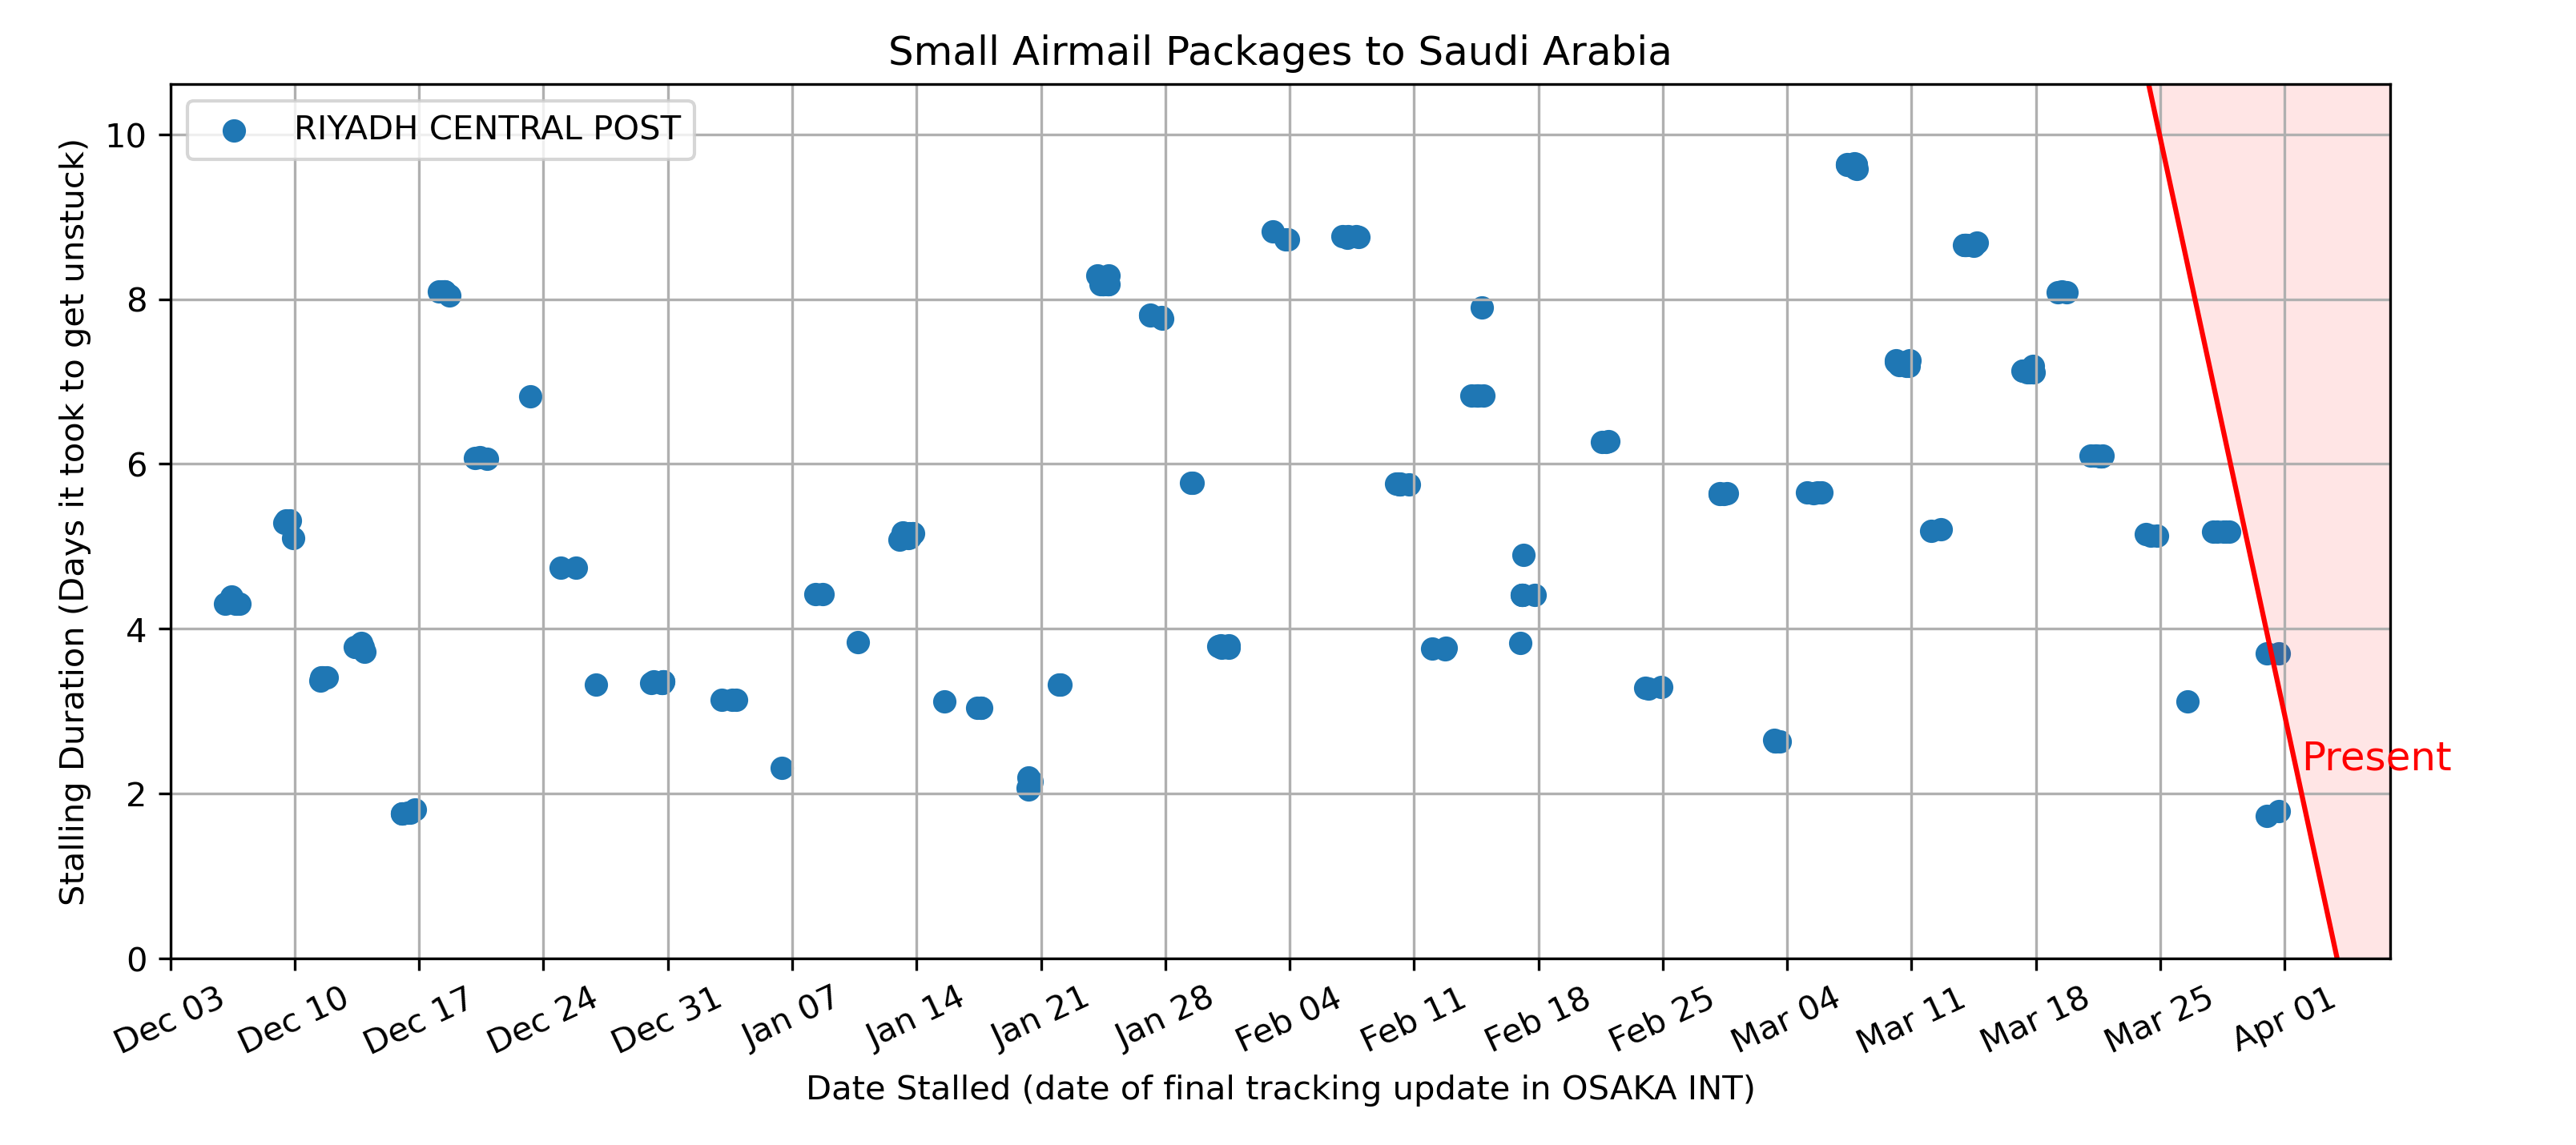 Small Airmail Packages to Saudi Arabia
RIYADH CENTRAL POST
Stalling Duration (Days it took to get unstuck)
10
8
6
4
2
0
Present
Dec 03
Dec 10
Dec 17
Dec 24
Dec 31
Jan 07
Jan 14
Jan 21
Jan 28
Feb 04
Feb 11
Feb 18
Feb 25
Mar 04
Mar 11
Mar 18
Mar 25
Apr 01
Date Stalled (date of final tracking update in OSAKA INT)